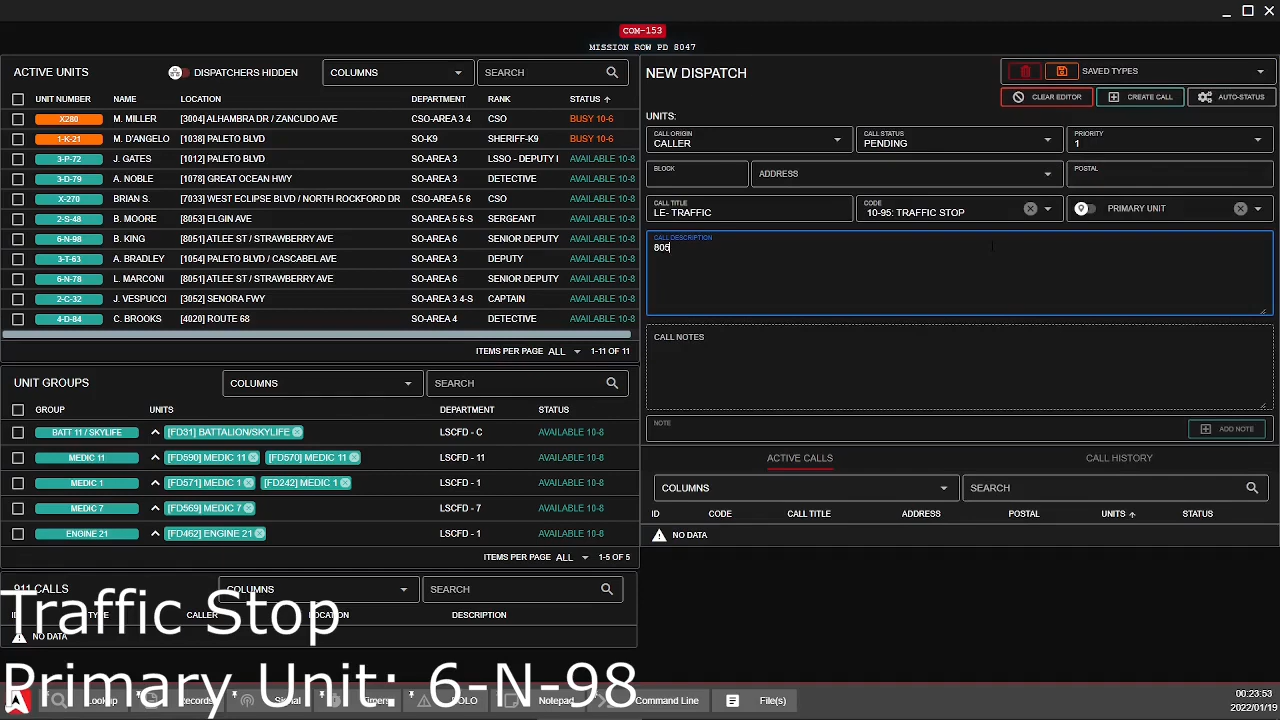 COM-153
MISSION ROW PD 8047
ACTIVE UNITS DISPATCHERS HIDDEN COLUMNS SEARCH
UNIT NUMBER NAME LOCATION DEPARTMENT RANK STATUS
X280 M. MILLER [3004] ALHAMBRA DR / ZANCUDO AVE CSO-AREA 3 4 CSO BUSY 10-6
1-K-21 M. D'ANGELO [1038] PALETO BLVD SO-K9 SHERIFF-K9 BUSY 10-6
3-P-72 J. GATES [1012] PALETO BLVD SO-AREA 3 LSSO - DEPUTY I AVAILABLE 10-8
3-D-79 A. NOBLE [1078] GREAT OCEAN HWY SO-AREA 3 DETECTIVE AVAILABLE 10-8
X-270 BRIAN S. [7033] WEST ECLIPSE BLVD / NORTH ROCKFORD DR CSO-AREA 6 CSO AVAILABLE 10-8
2-S-48 B. MOORE [8053] ELGIN AVE SO-AREA 5 6-S SERGEANT AVAILABLE 10-8
6-N-98 B. KING [8051] ATLEE ST / STRAWBERRY AVE SO-AREA 6 SENIOR DEPUTY AVAILABLE 10-8
3-T-63 A. BRADLEY [1054] PALETO BLVD / CASCABEL AVE SO-AREA 3 DEPUTY AVAILABLE 10-8
6-N-78 L. MARCONI [8051] ATLEE ST / STRAWBERRY AVE SO-AREA 6 SENIOR DEPUTY AVAILABLE 10-8
2-C-32 J. VESPUCCI [3052] SENORA FWY SO-AREA 3 4-S CAPTAIN AVAILABLE 10-8
4-D-84 C. BROOKS [4020] ROUTE 68 SO-AREA 4 DETECTIVE AVAILABLE 10-8
ITEMS PER PAGE ALL 1-11 OF 11
UNIT GROUPS COLUMNS SEARCH
GROUP UNITS DEPARTMENT STATUS
BATT 11 / SKYLIFE [FD31] BATTALION/SKYLIFE LSCFD - C AVAILABLE 10-8
MEDIC 11 [FD590] MEDIC 11 [FD570] MEDIC 11 LSCFD - 11 AVAILABLE 10-8
MEDIC 1 [FD571] MEDIC 1 [FD242] MEDIC 1 LSCFD - 1 AVAILABLE 10-8
MEDIC 7 [FD569] MEDIC 7 LSCFD - 7 AVAILABLE 10-8
ENGINE 21 [FD462] ENGINE 21 LSCFD - 1 AVAILABLE 10-8
ITEMS PER PAGE ALL 1-5 OF 5
911 CALLS COLUMNS SEARCH
TYPE CALLER LOCATION DESCRIPTION
NO DATA
NEW DISPATCH SAVED TYPES
CLEAR EDITOR CREATE CALL AUTO-STATUS
UNITS:
CALL ORIGIN CALL STATUS PRIORITY
CALLER PENDING 1
BLOCK ADDRESS POSTAL
CALL TITLE CODE
LE- TRAFFIC 10-95: TRAFFIC STOP PRIMARY UNIT
CALL DESCRIPTION
805
CALL NOTES
NOTE ADD NOTE
ACTIVE CALLS CALL HISTORY
COLUMNS SEARCH
ID CODE CALL TITLE ADDRESS POSTAL UNITS STATUS
NO DATA
Traffic Stop
Primary Unit: 6-N-98
Lookup Records Signal Timers BOLO Notepad Command Line File(s)
00:23:53
2022/01/19